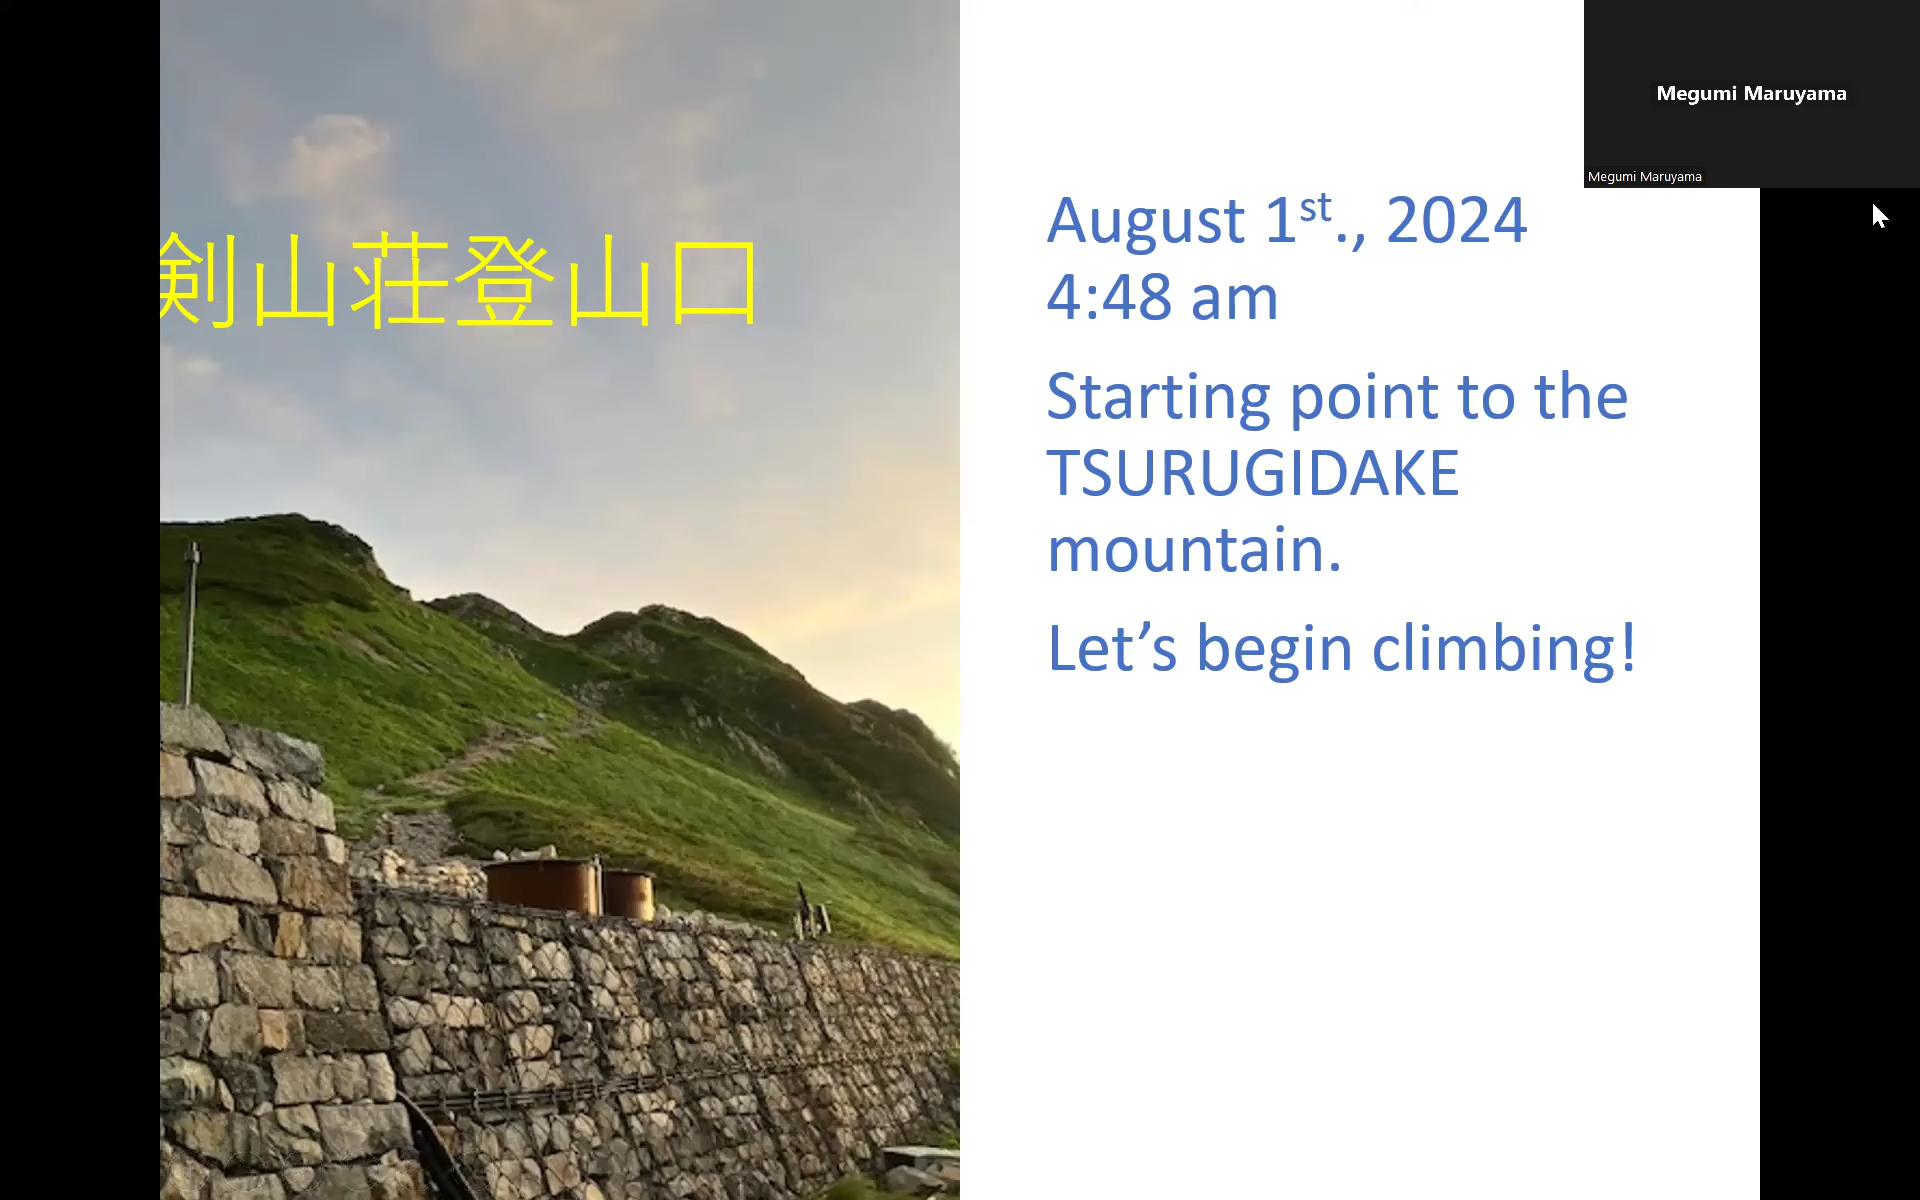 剣山荘登山口
August 1st., 2024
4:48 am
Starting point to the
TSURUGIDAKE
mountain.
Let’s begin climbing!
Megumi Maruyama
Megumi Maruyama